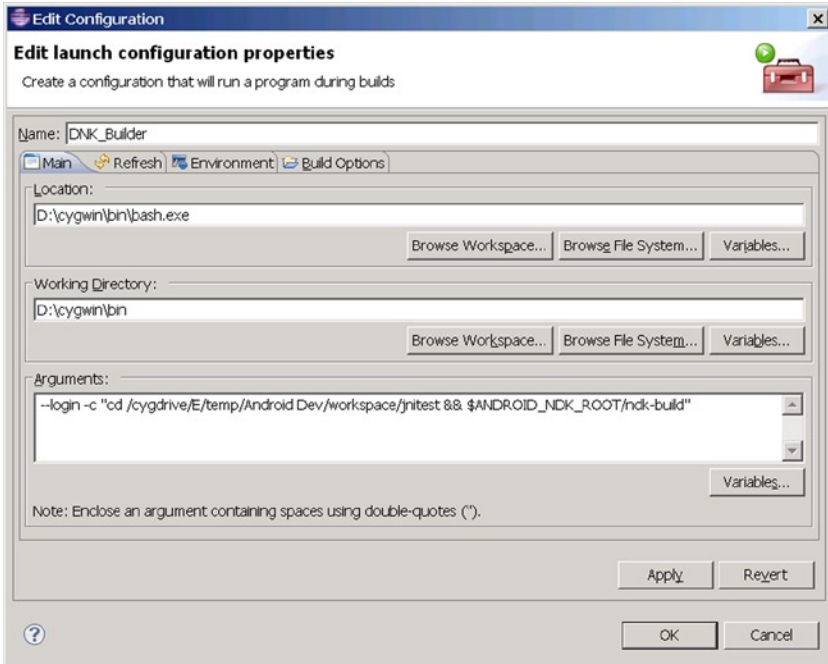 Edit Configuration
Edit launch configuration properties
Create a configuration that will run a program during builds
Name: DNK_Builder
Main Refresh Environment Build Options
Location:
D:\cygwin\bin\bash.exe
Browse Workspace... Browse File System... Variables...
Working Directory:
D:\cygwin\bin
Browse Workspace... Browse File System... Variables...
Arguments:
--login -c "cd /cygdrive/E/temp/Android Dev/workspace/jnitest && $ANDROID_NDK_ROOT/ndk-build"
Variables...
Note: Enclose an argument containing spaces using double-quotes (").
Apply Revert
? OK Cancel